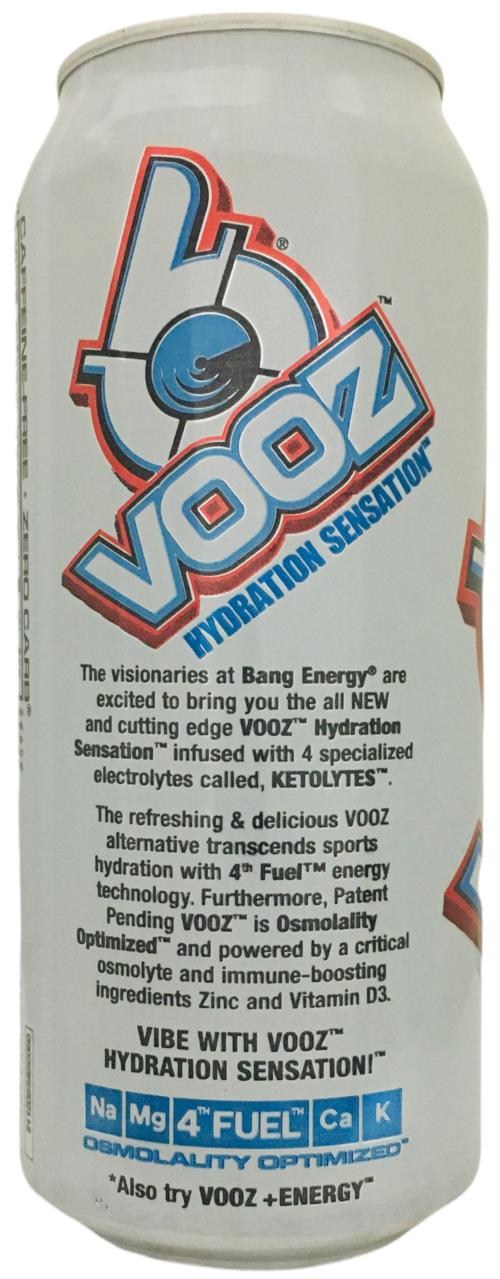 b®
VOOZ™
HYDRATION SENSATION™
The visionaries at Bang Energy® are
excited to bring you the all NEW
and cutting edge VOOZ™ Hydration
Sensation™ infused with 4 specialized
electrolytes called, KETOLYTES™.
The refreshing & delicious VOOZ
alternative transcends sports
hydration with 4th Fuel™ energy
technology. Furthermore, Patent
Pending VOOZ™ is Osmolality
Optimized™ and powered by a critical
osmolyte and immune-boosting
ingredients Zinc and Vitamin D3.
VIBE WITH VOOZ™
HYDRATION SENSATION!™
Na Mg 4™ FUEL™ Ca K
OSMOLALITY OPTIMIZED™
*Also try VOOZ +ENERGY™
CAFFEINE-FREE · ZERO CARB®